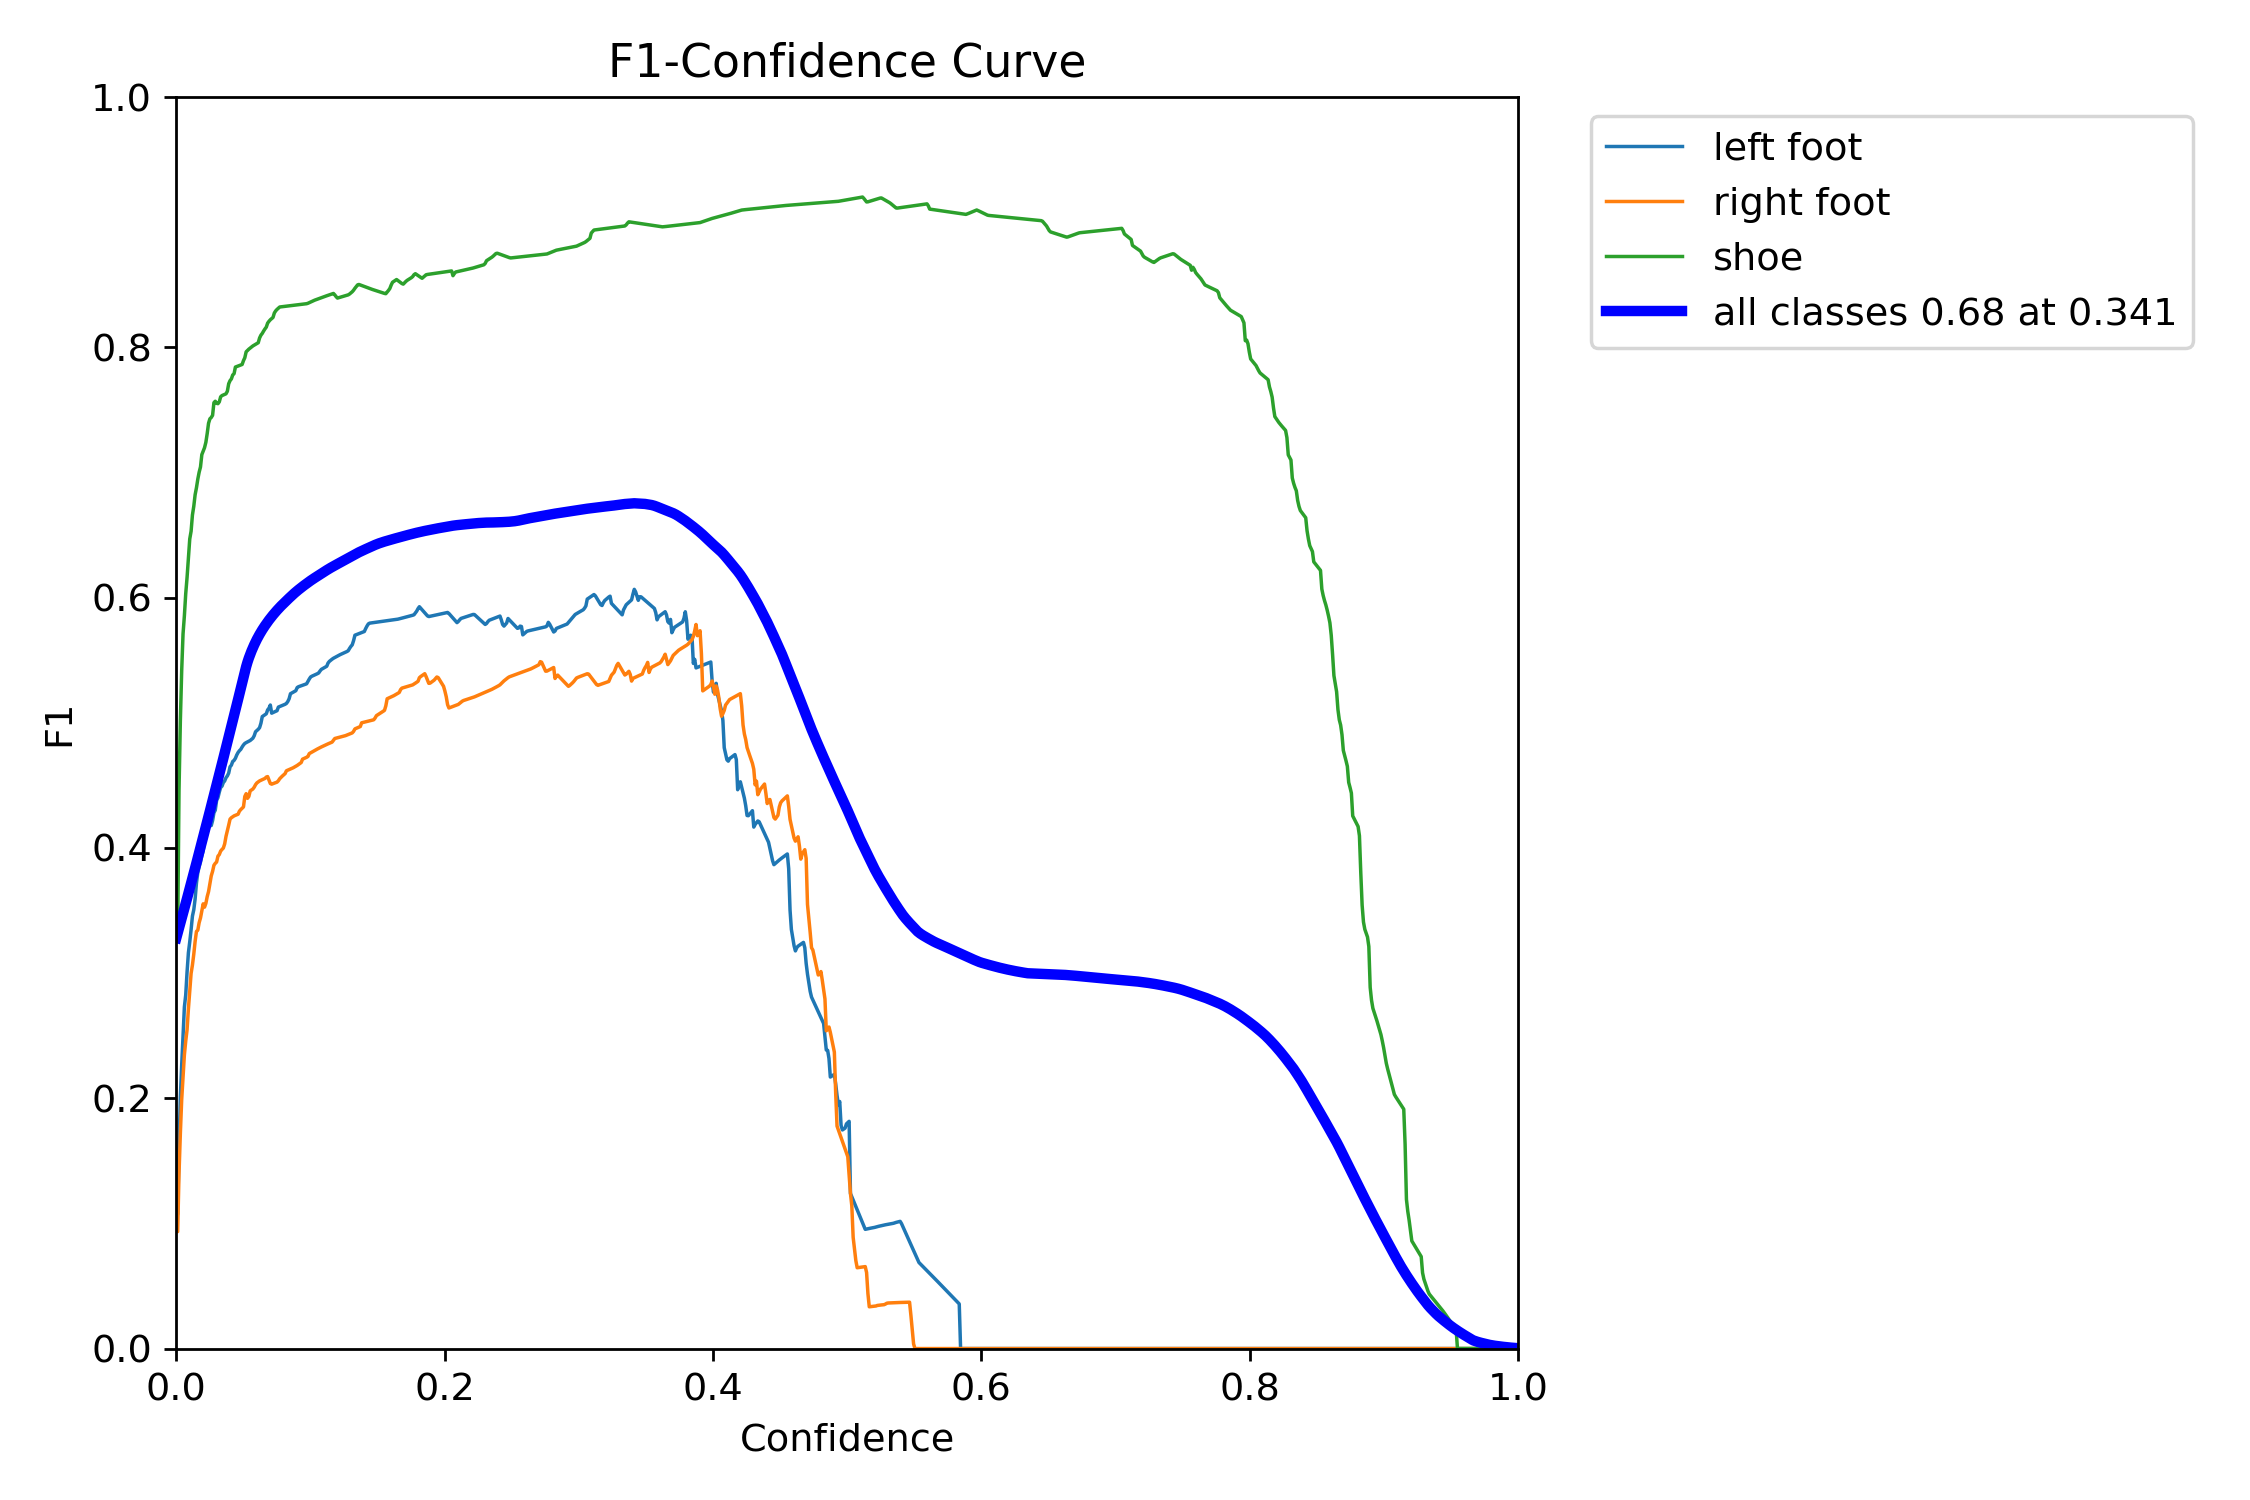 F1-Confidence Curve
1.0
0.8
0.6
0.4
0.2
0.0
F1
0.0 0.2 0.4 0.6 0.8 1.0
Confidence
left foot
right foot
shoe
all classes 0.68 at 0.341